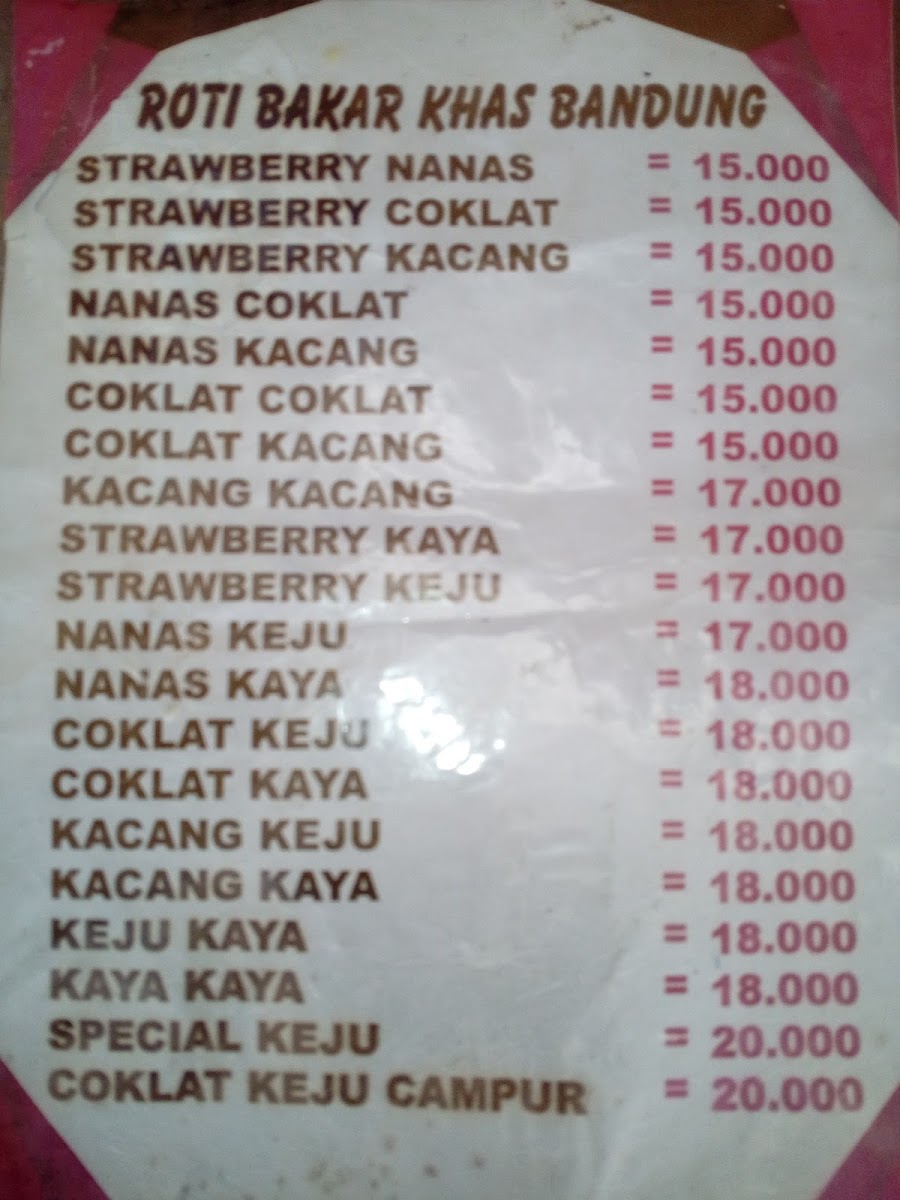 ROTI BAKAR KHAS BANDUNG
STRAWBERRY NANAS = 15.000
STRAWBERRY COKLAT = 15.000
STRAWBERRY KACANG = 15.000
NANAS COKLAT = 15.000
NANAS KACANG = 15.000
COKLAT COKLAT = 15.000
COKLAT KACANG = 15.000
KACANG KACANG = 17.000
STRAWBERRY KAYA = 17.000
STRAWBERRY KEJU = 17.000
NANAS KEJU = 17.000
NANAS KAYA = 18.000
COKLAT KEJU = 18.000
COKLAT KAYA = 18.000
KACANG KEJU = 18.000
KACANG KAYA = 18.000
KEJU KAYA = 18.000
KAYA KAYA = 18.000
SPECIAL KEJU = 20.000
COKLAT KEJU CAMPUR = 20.000